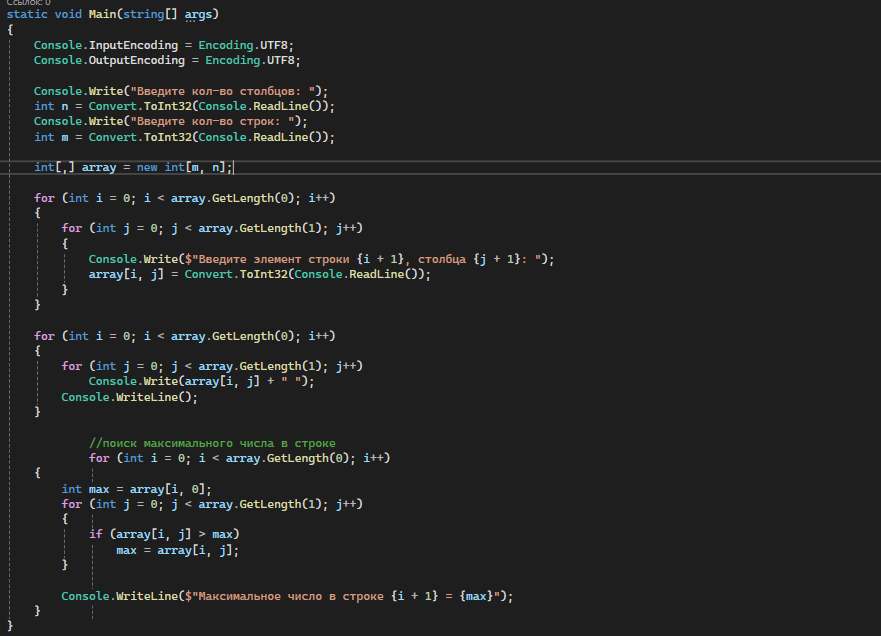 Ссылок: 0
static void Main(string[] args)
{
    Console.InputEncoding = Encoding.UTF8;
    Console.OutputEncoding = Encoding.UTF8;

    Console.Write("Введите кол-во столбцов: ");
    int n = Convert.ToInt32(Console.ReadLine());
    Console.Write("Введите кол-во строк: ");
    int m = Convert.ToInt32(Console.ReadLine());

    int[,] array = new int[m, n];

    for (int i = 0; i < array.GetLength(0); i++)
    {
        for (int j = 0; j < array.GetLength(1); j++)
        {
            Console.Write($"Введите элемент строки {i + 1}, столбца {j + 1}: ");
            array[i, j] = Convert.ToInt32(Console.ReadLine());
        }
    }

    for (int i = 0; i < array.GetLength(0); i++)
    {
        for (int j = 0; j < array.GetLength(1); j++)
            Console.Write(array[i, j] + " ");
        Console.WriteLine();
    }

            //поиск максимального числа в строке
            for (int i = 0; i < array.GetLength(0); i++)
    {
        int max = array[i, 0];
        for (int j = 0; j < array.GetLength(1); j++)
        {
            if (array[i, j] > max)
                max = array[i, j];
        }

        Console.WriteLine($"Максимальное число в строке {i + 1} = {max}");
    }
}